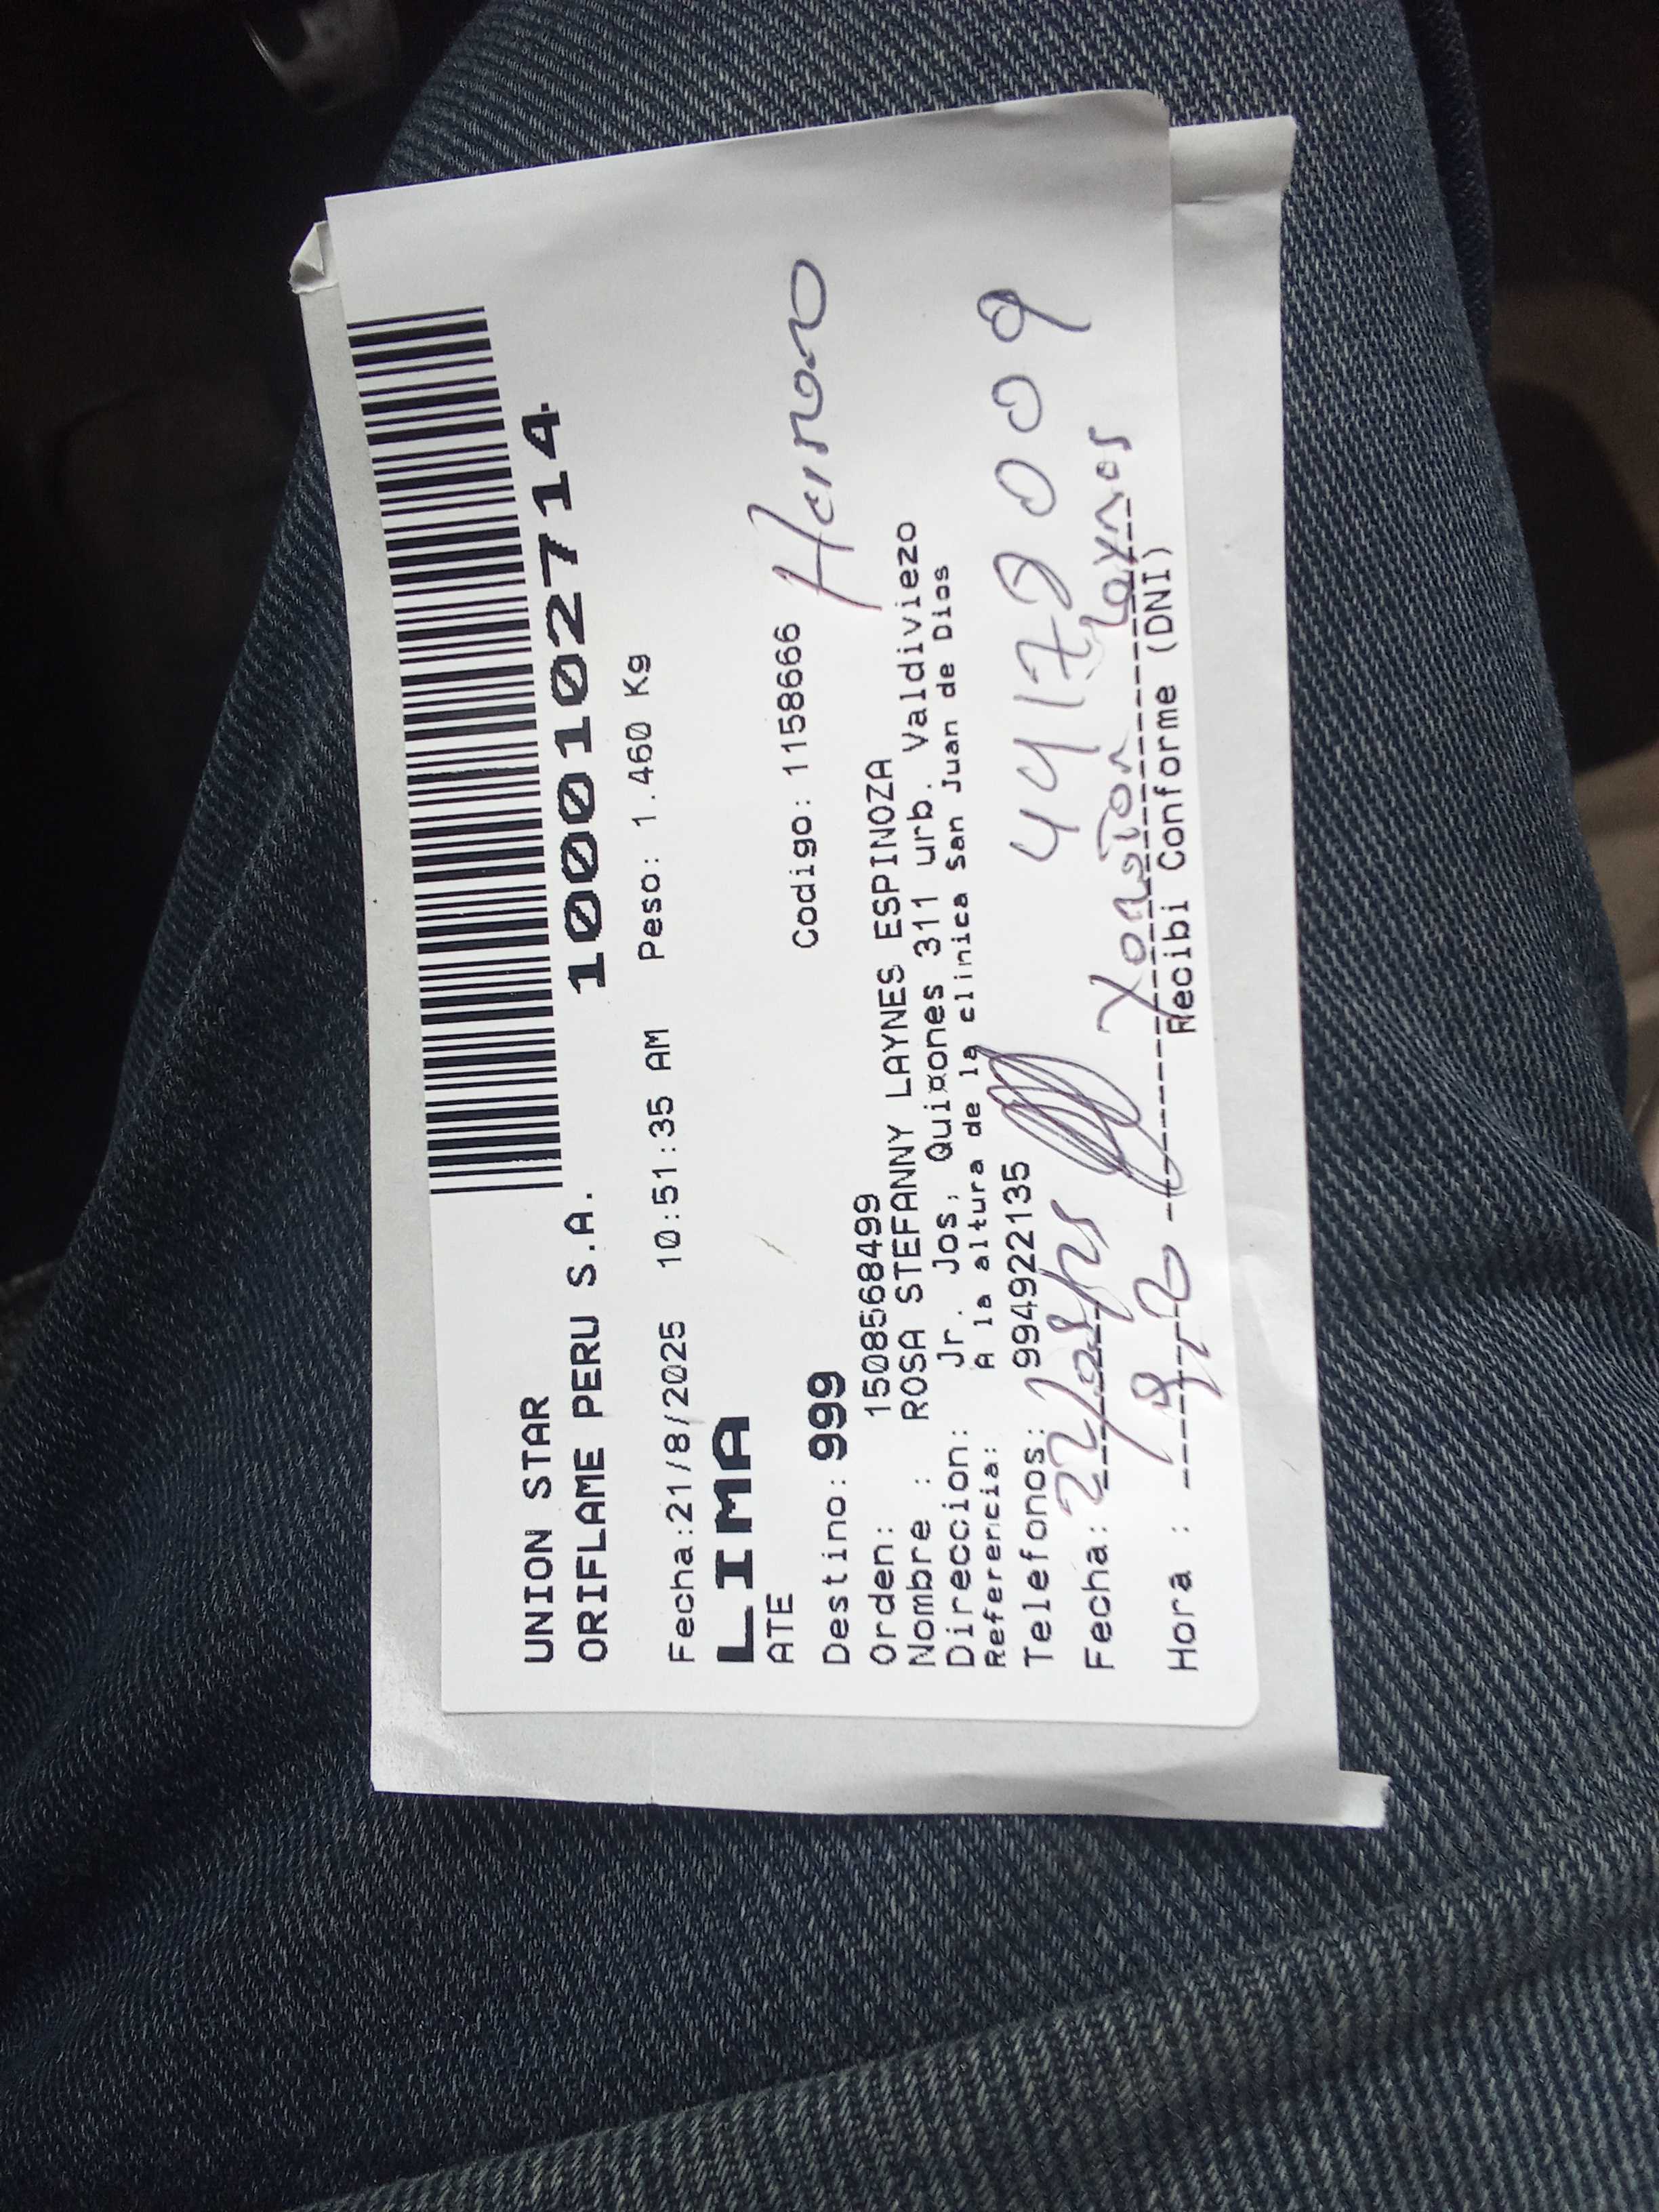 UNION STAR
ORIFLAME PERU S.A. 1000102714
Fecha:21/8/2025 10:51:35 AM Peso: 1.460 Kg
LIMA
ATE
Destino: 999 Codigo: 1158666 Hermano
Orden: 1508568499
Nombre : ROSA STEFANNY LAYNES ESPINOZA
Direccion: Jr. Jos, Qui¤ones 311 urb. Valdiviezo
Referencia: A la altura de la clinica San Juan de Dios
Telefonos: 994922135
Fecha: 22/08/25
Hora :
Laynes
Recibi Conforme (DNI)